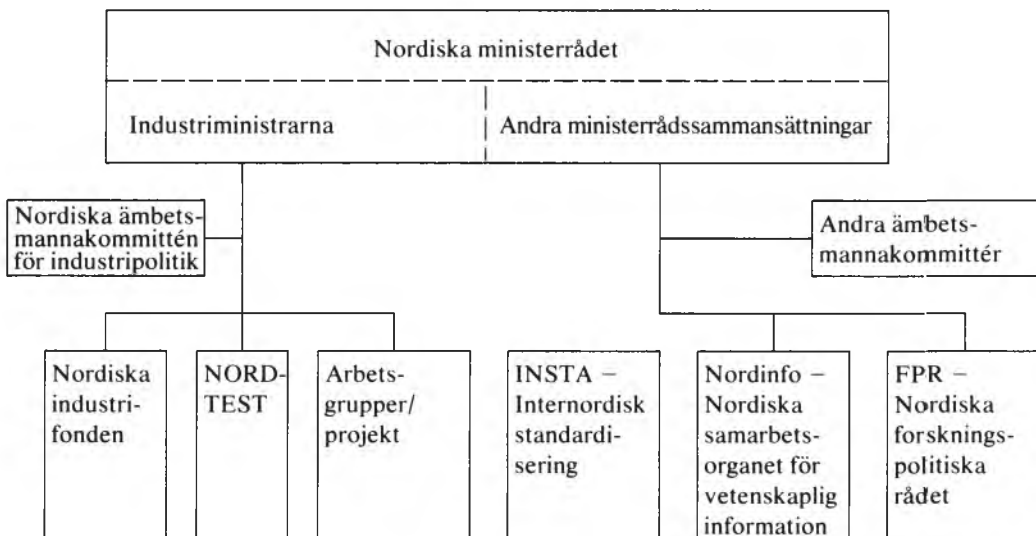 Nordiska ministerrådet
Industriministrarna
Andra ministerrådssammansättningar
Nordiska ämbets-
mannakommittén
för industripolitik
Andra ämbets-
mannakommittér
Nordiska
industri-
fonden
NORD-
TEST
Arbets-
grupper/
projekt
INSTA –
Internordisk
standardi-
sering
Nordinfo –
Nordiska
samarbets-
organet för
vetenskaplig
information
FPR –
Nordiska
forsknings-
politiska
rådet